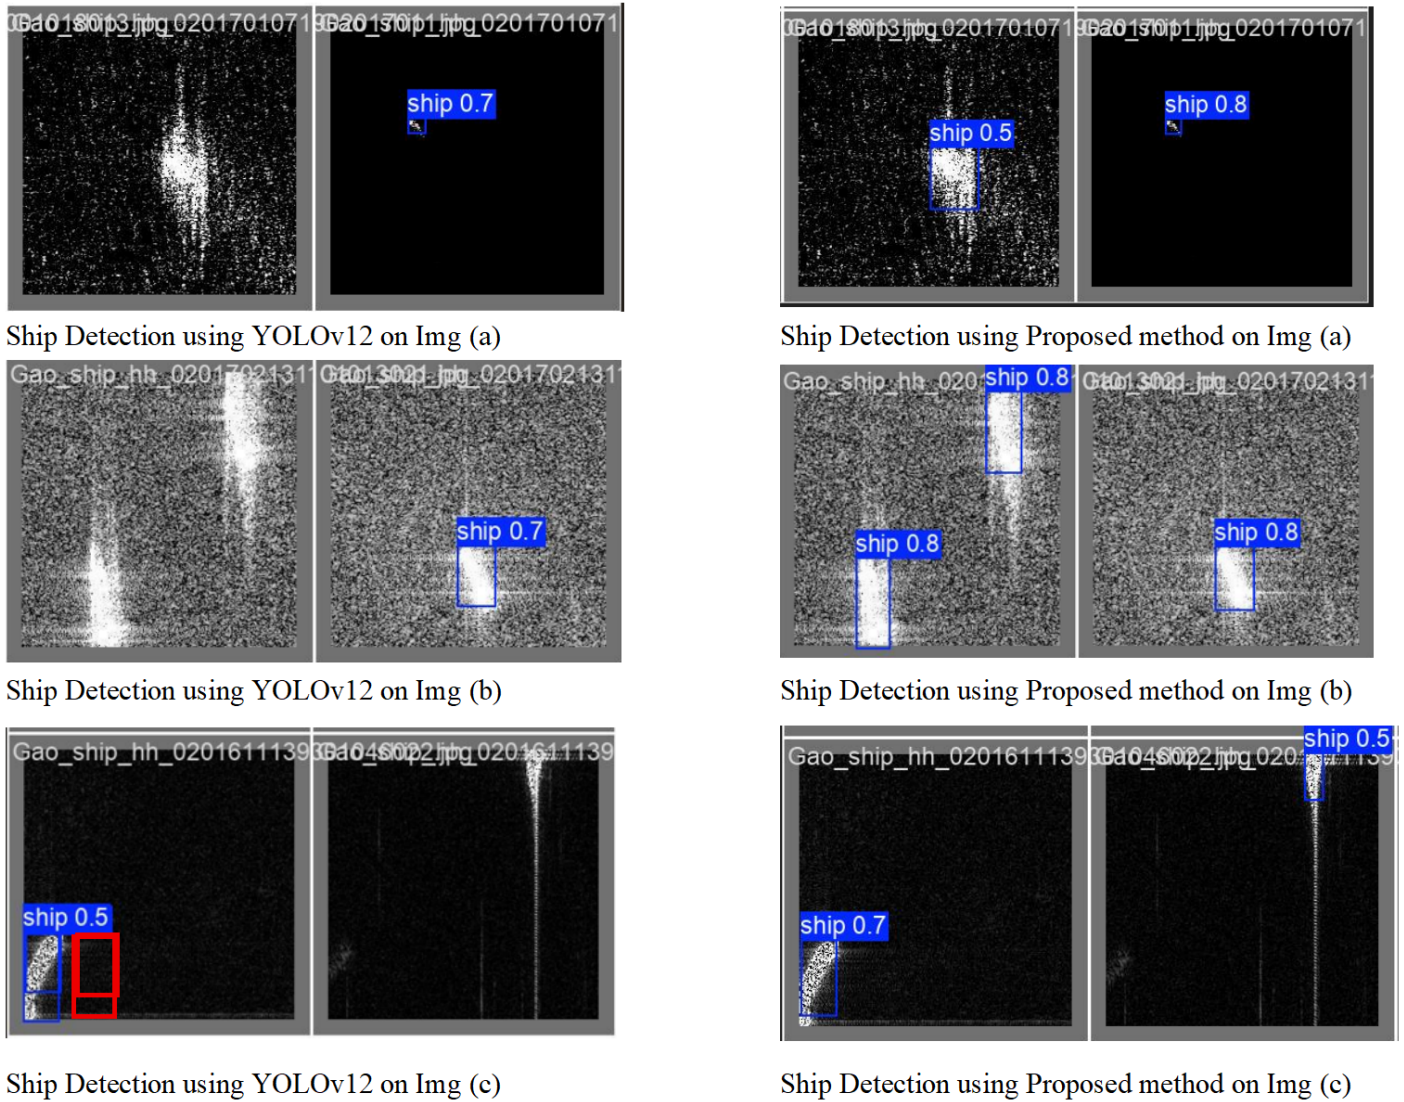 Gao_ship_jpg_0201701071
ship 0.7
ship 0.5
ship 0.8
Ship Detection using YOLOv12 on Img (a)
Ship Detection using Proposed method on Img (a)
Gao_ship_hh_0201702131
ship 0.7
Gao_ship_hh_020
ship 0.8
ship 0.8
ship 0.8
Ship Detection using YOLOv12 on Img (b)
Ship Detection using Proposed method on Img (b)
Gao_ship_hh_0201611139
ship 0.5
Gao_ship_hh_0201611139
ship 0.5
ship 0.7
Ship Detection using YOLOv12 on Img (c)
Ship Detection using Proposed method on Img (c)